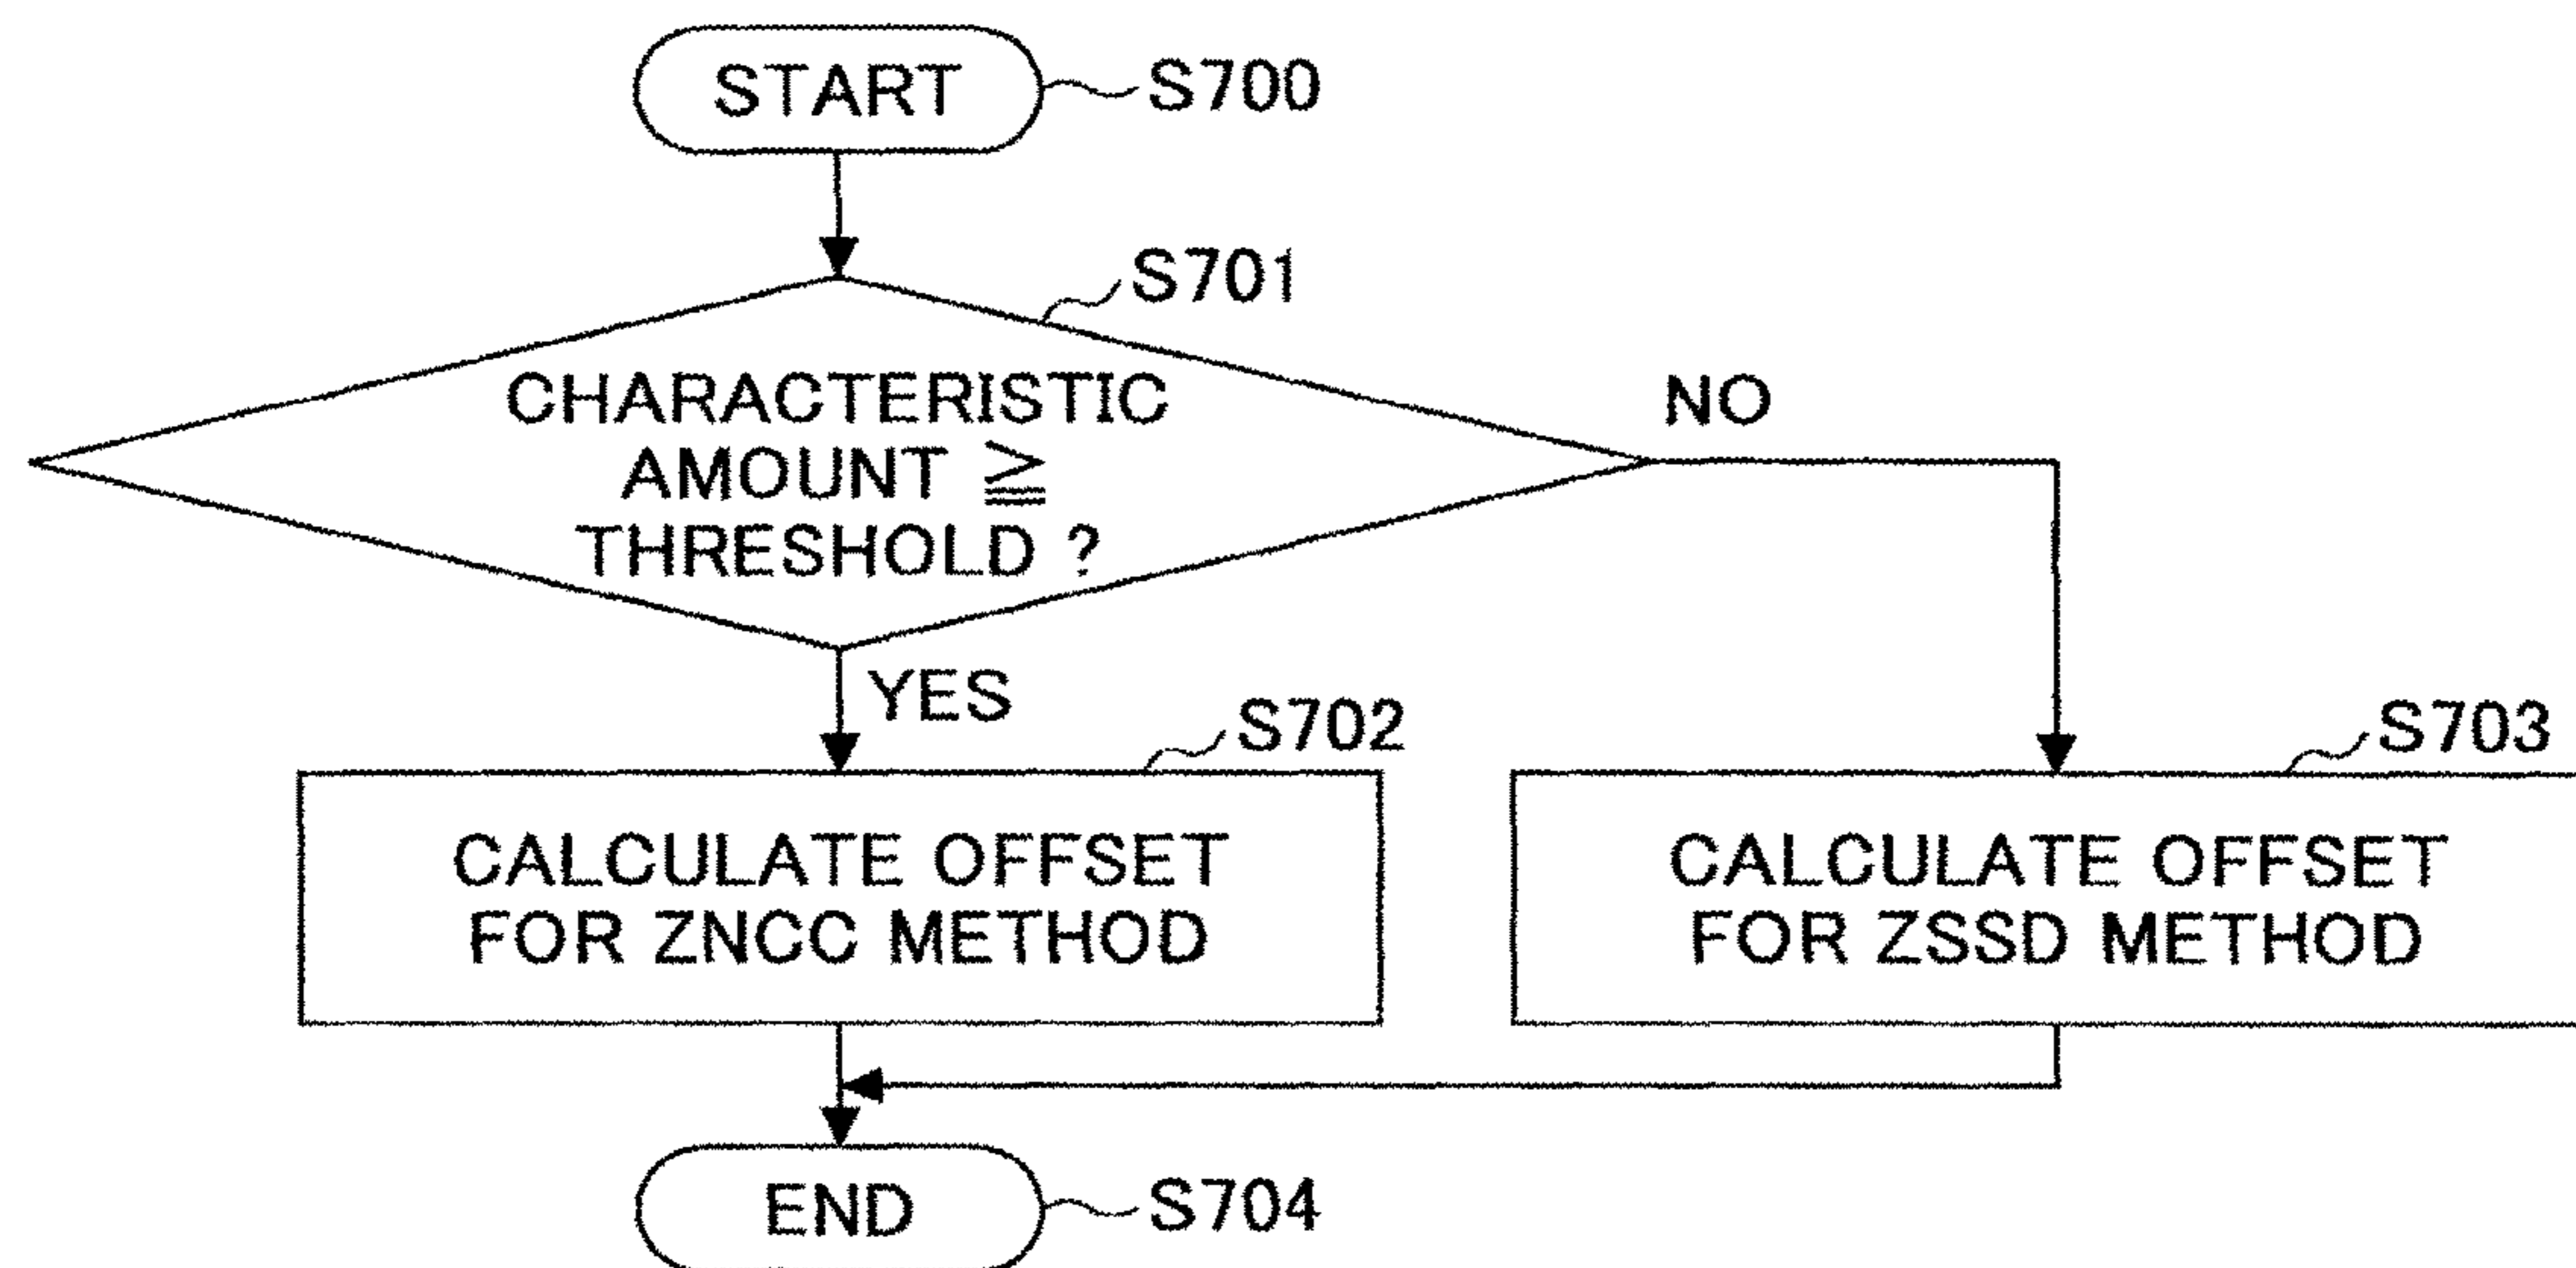 START
S700
S701
CHARACTERISTIC
AMOUNT ≧
THRESHOLD ?
NO
YES
S702
S703
CALCULATE OFFSET
FOR ZNCC METHOD
CALCULATE OFFSET
FOR ZSSD METHOD
END
S704